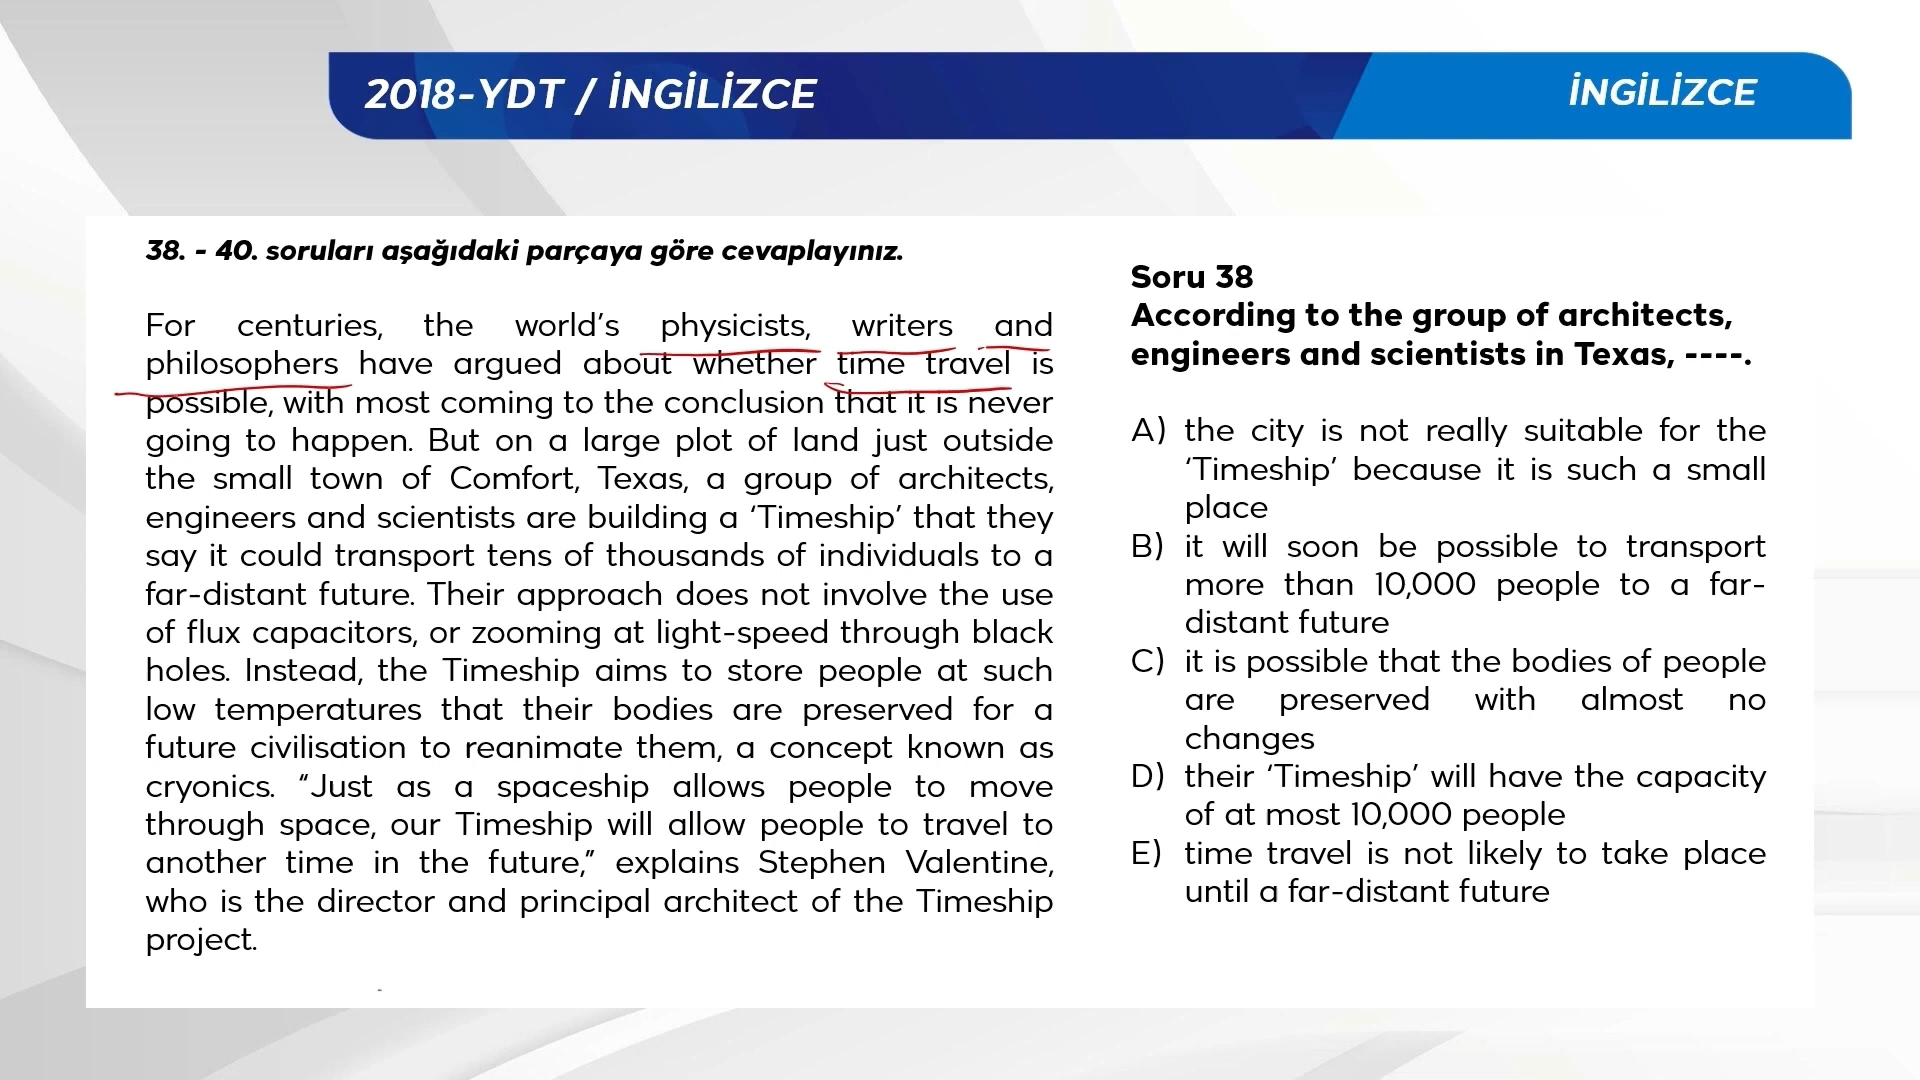 2018-YDT / İNGİLİZCE
İNGİLİZCE
38. - 40. soruları aşağıdaki parçaya göre cevaplayınız.
For centuries, the world's physicists, writers and
philosophers have argued about whether time travel is
possible, with most coming to the conclusion that it is never
going to happen. But on a large plot of land just outside
the small town of Comfort, Texas, a group of architects,
engineers and scientists are building a ‘Timeship’ that they
say it could transport tens of thousands of individuals to a
far-distant future. Their approach does not involve the use
of flux capacitors, or zooming at light-speed through black
holes. Instead, the Timeship aims to store people at such
low temperatures that their bodies are preserved for a
future civilisation to reanimate them, a concept known as
cryonics. “Just as a spaceship allows people to move
through space, our Timeship will allow people to travel to
another time in the future,” explains Stephen Valentine,
who is the director and principal architect of the Timeship
project.
Soru 38
According to the group of architects,
engineers and scientists in Texas, ----.
A) the city is not really suitable for the
‘Timeship’ because it is such a small
place
B) it will soon be possible to transport
more than 10,000 people to a far-
distant future
C) it is possible that the bodies of people
are preserved with almost no
changes
D) their ‘Timeship’ will have the capacity
of at most 10,000 people
E) time travel is not likely to take place
until a far-distant future